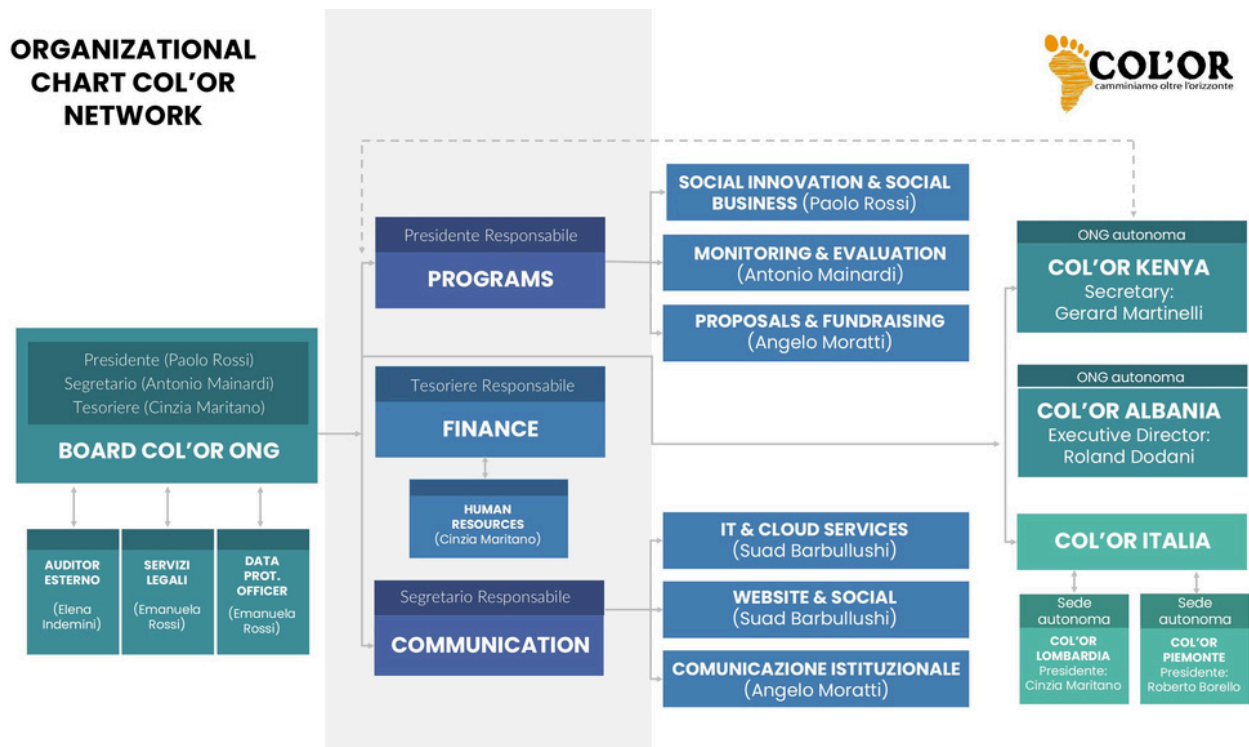 ORGANIZATIONAL
CHART COL'OR
NETWORK
COL'OR
camminiamo oltre l'orizzonte
Presidente (Paolo Rossi)
Segretario (Antonio Mainardi)
Tesoriere (Cinzia Maritano)
BOARD COL'OR ONG
AUDITOR
ESTERNO
(Elena
Indemini)
SERVIZI
LEGALI
(Emanuela
Rossi)
DATA
PROT.
OFFICER
(Emanuela
Rossi)
Presidente Responsabile
PROGRAMS
SOCIAL INNOVATION & SOCIAL
BUSINESS (Paolo Rossi)
MONITORING & EVALUATION
(Antonio Mainardi)
PROPOSALS & FUNDRAISING
(Angelo Moratti)
Tesoriere Responsabile
FINANCE
HUMAN
RESOURCES
(Cinzia Maritano)
Segretario Responsabile
COMMUNICATION
IT & CLOUD SERVICES
(Suad Barbullushi)
WEBSITE & SOCIAL
(Suad Barbullushi)
COMUNICAZIONE ISTITUZIONALE
(Angelo Moratti)
ONG autonoma
COL'OR KENYA
Secretary:
Gerard Martinelli
ONG autonoma
COL'OR ALBANIA
Executive Director:
Roland Dodani
COL'OR ITALIA
Sede
autonoma
COL'OR
LOMBARDIA
Presidente:
Cinzia Maritano
Sede
autonoma
COL'OR
PIEMONTE
Presidente:
Roberto Borello